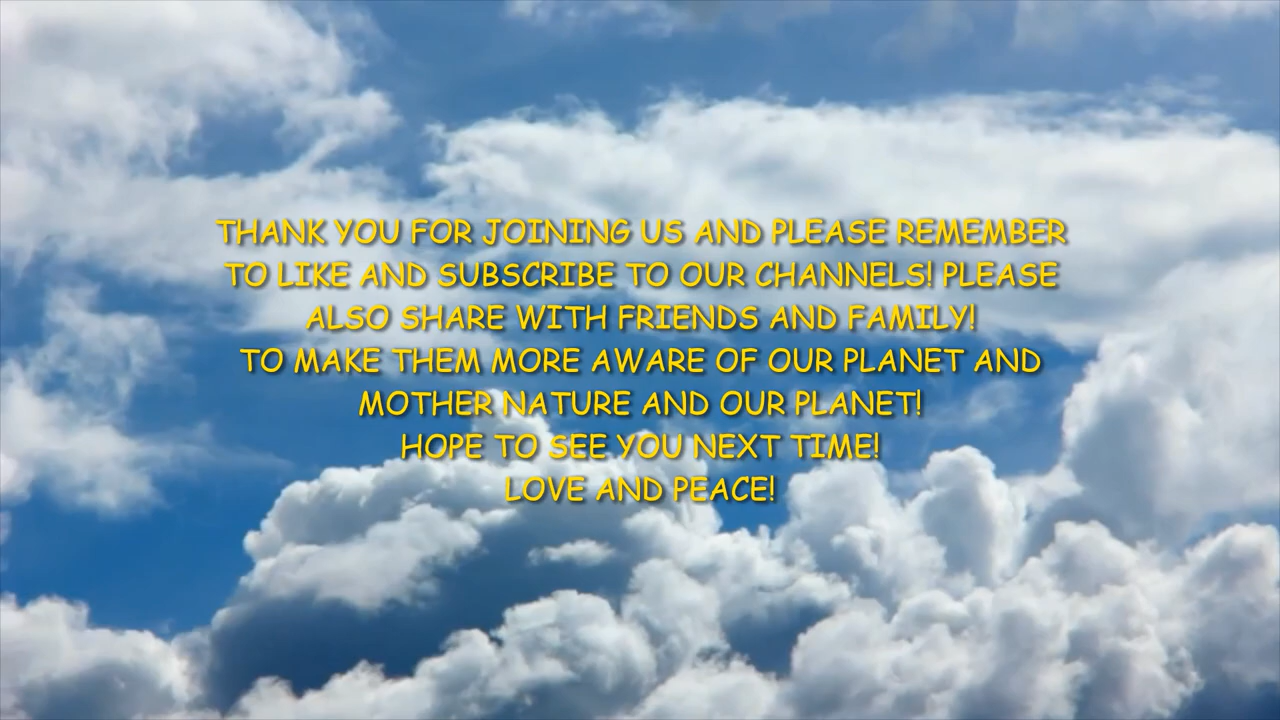 THANK YOU FOR JOINING US AND PLEASE REMEMBER
TO LIKE AND SUBSCRIBE TO OUR CHANNELS! PLEASE
ALSO SHARE WITH FRIENDS AND FAMILY!
TO MAKE THEM MORE AWARE OF OUR PLANET AND
MOTHER NATURE AND OUR PLANET!
HOPE TO SEE YOU NEXT TIME!
LOVE AND PEACE!